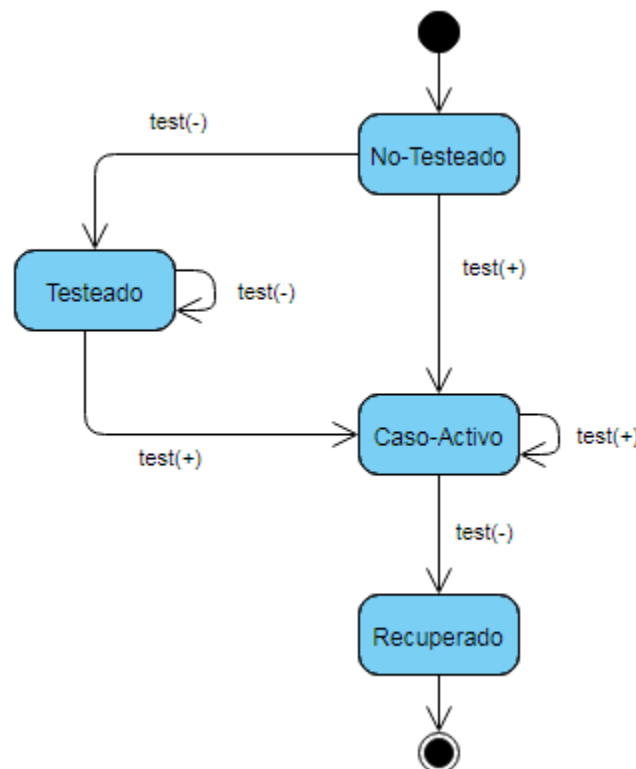 test(-)
No-Testeado
test(+)
Testeado
test(-)
Caso-Activo
test(+)
test(+)
test(-)
Recuperado